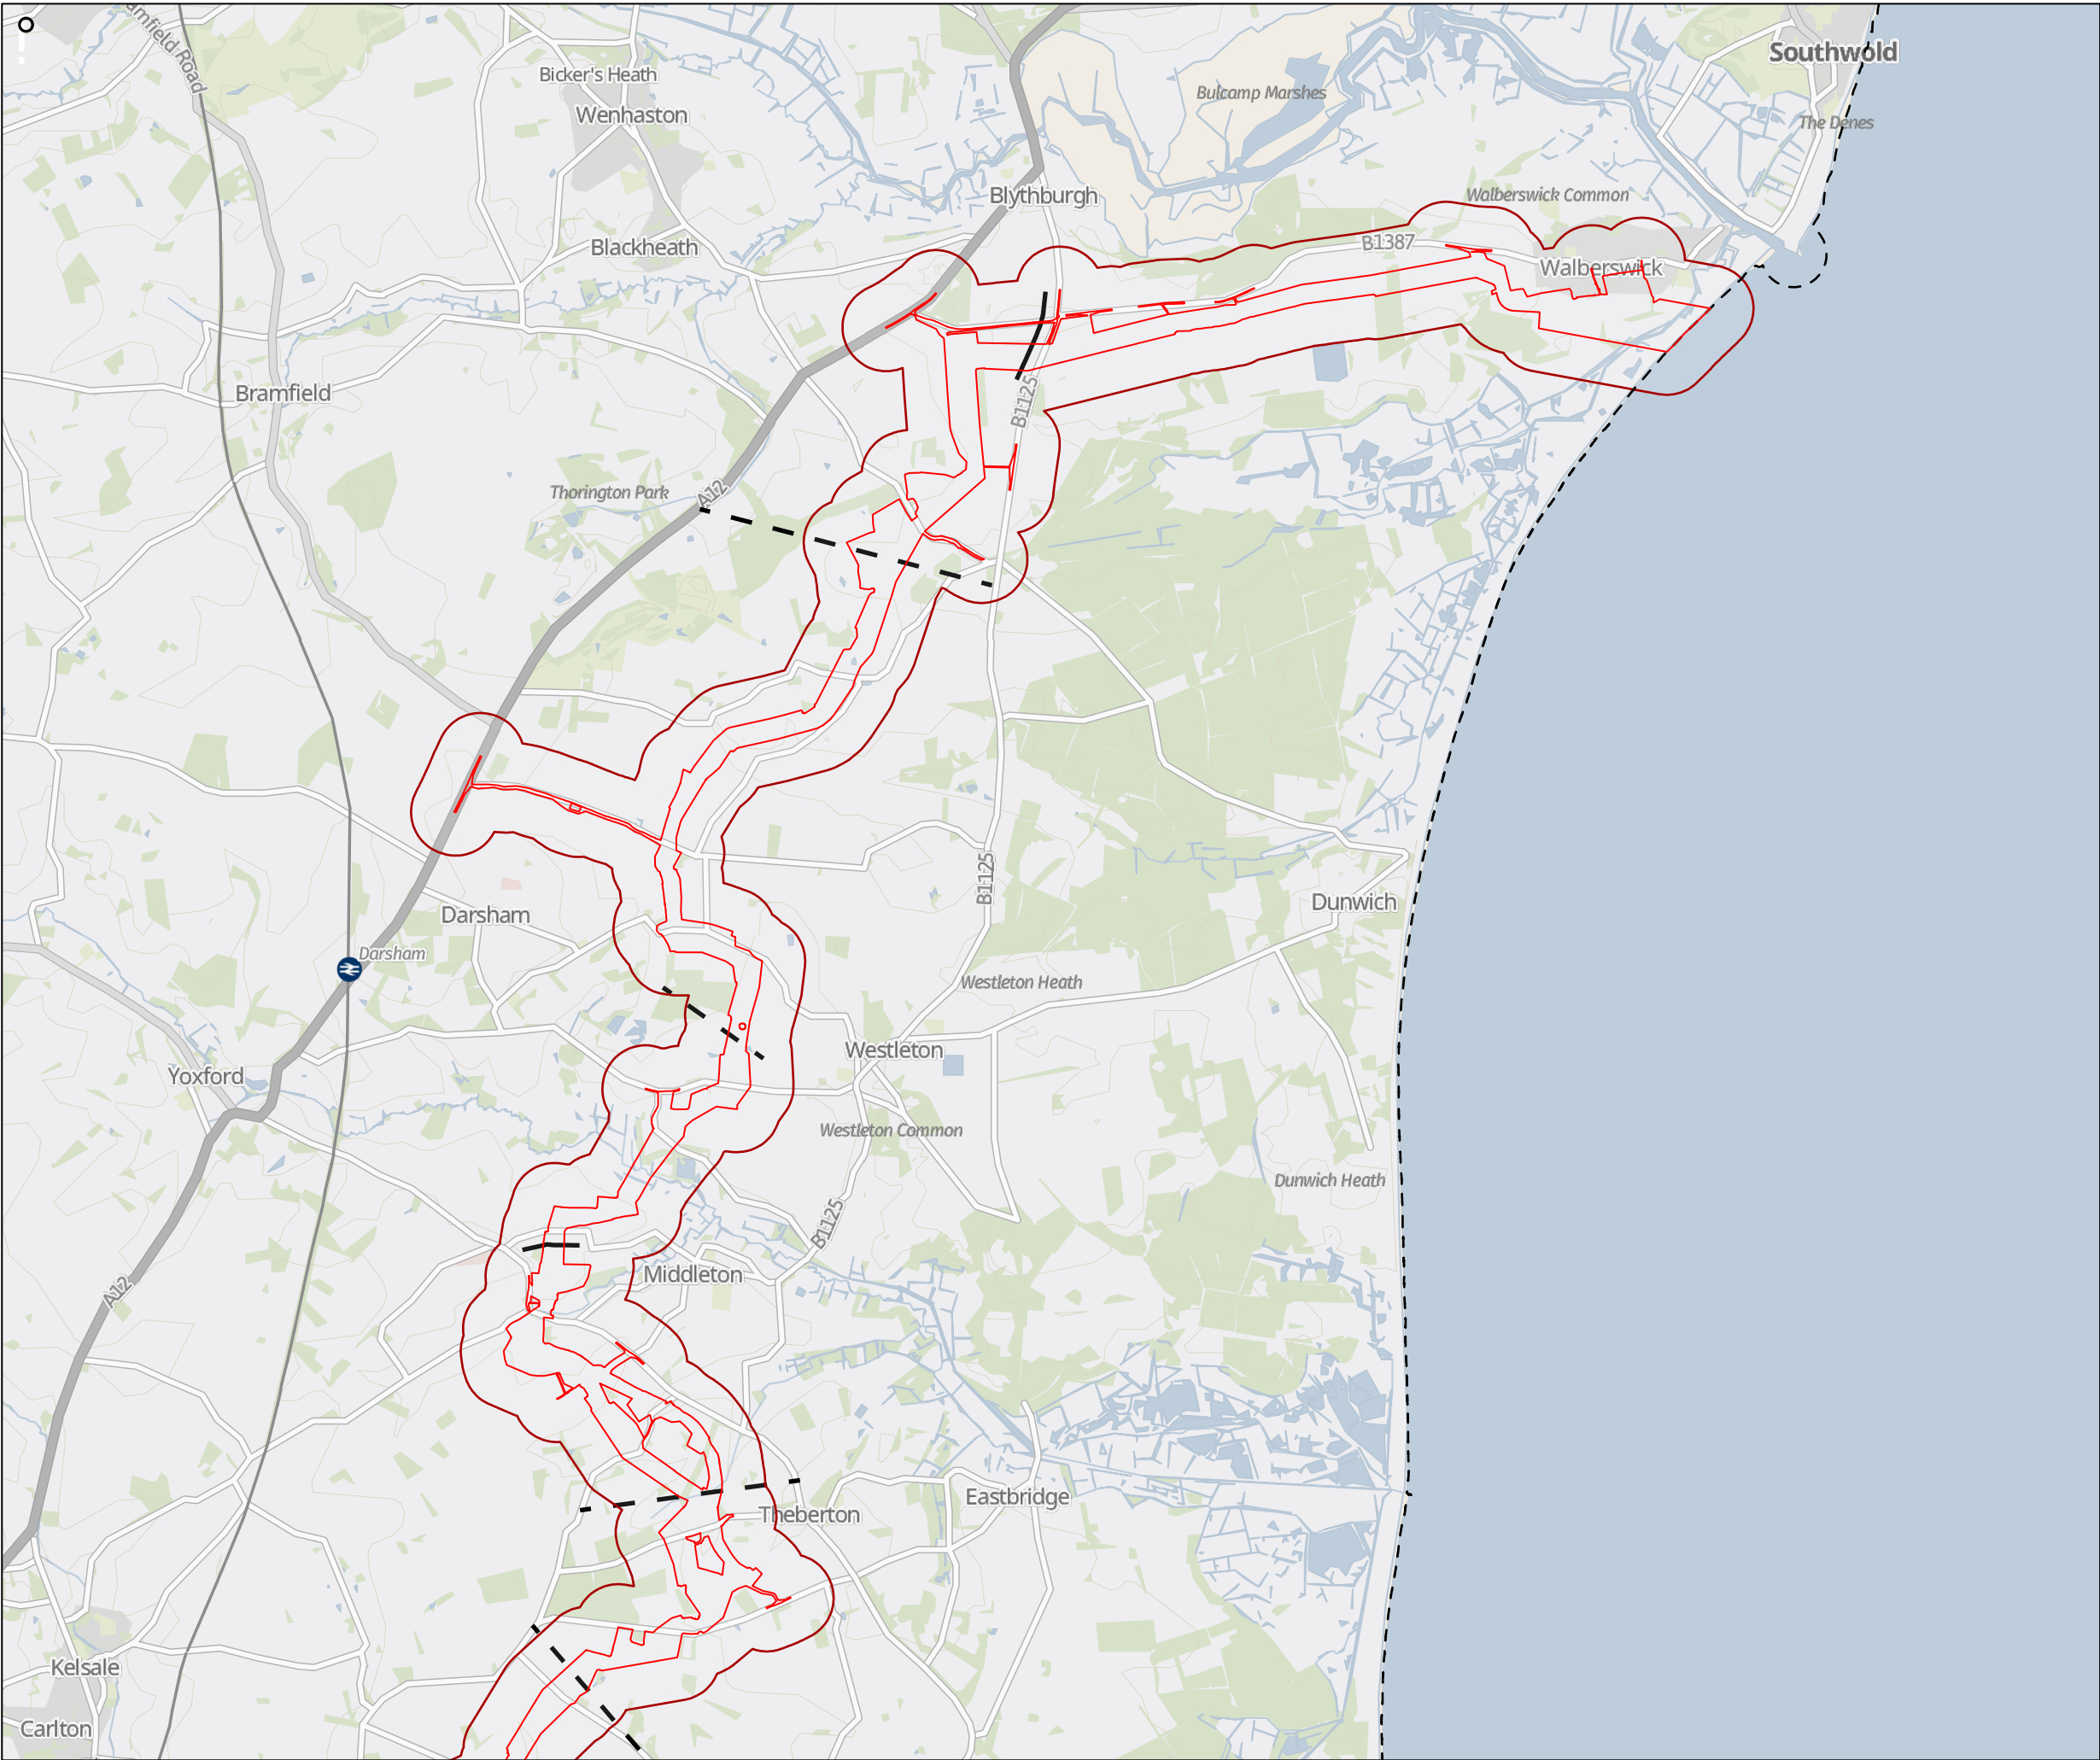 amfield Road
Southwold
Bicker's Heath
Wenhaston
Bulcamp Marshes
The Denes
Blythburgh
Walberswick Common
Blackheath
B1387
Walberswick
Bramfield
B1125
Thorington Park
A12
B1125
Dunwich
Darsham
Darsham
Westleton Heath
Westleton
Yoxford
Westleton Common
Dunwich Heath
B1125
Middleton
A12
Eastbridge
Theberton
Kelsale
Carlton